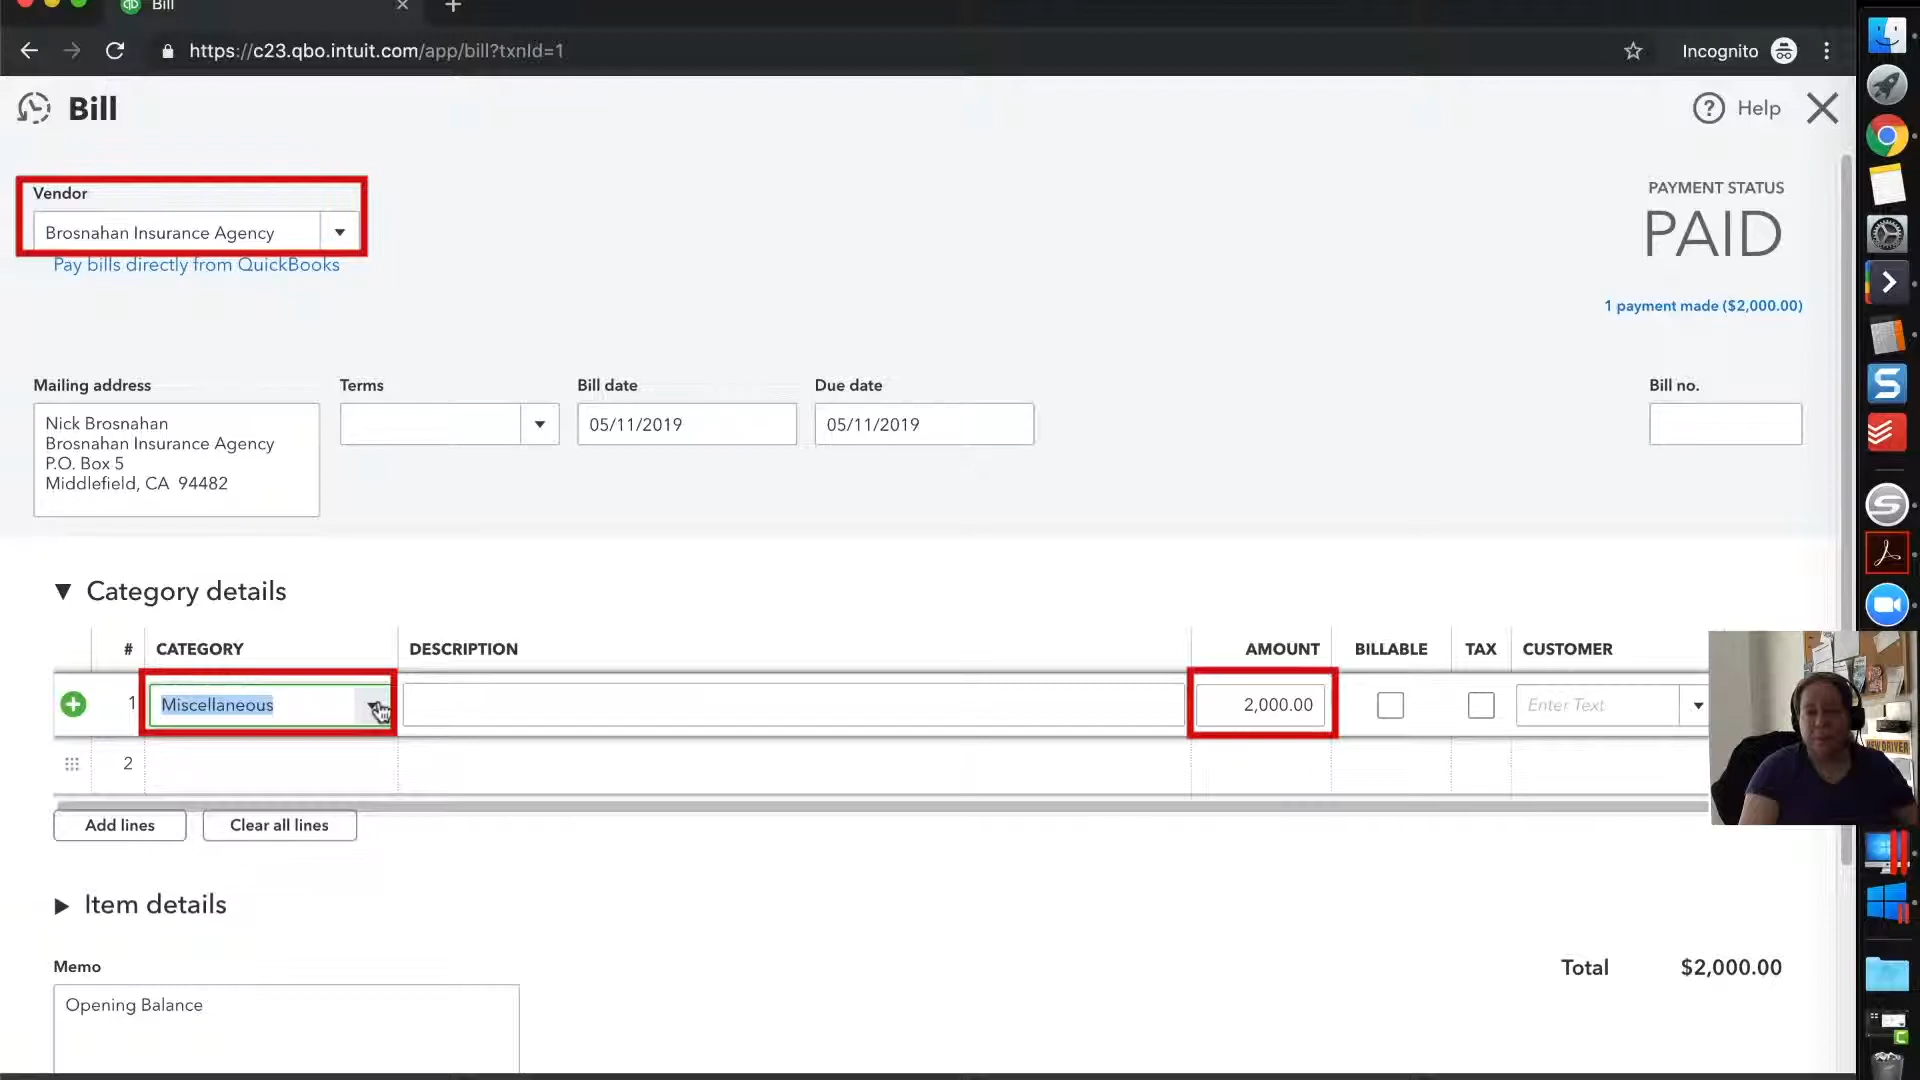 Bill
https://c23.qbo.intuit.com/app/bill?txnId=1
Incognito
Bill
Help
Vendor
Brosnahan Insurance Agency
Pay bills directly from QuickBooks
PAYMENT STATUS
PAID
1 payment made ($2,000.00)
Mailing address
Terms
Bill date
Due date
Bill no.
Nick Brosnahan
Brosnahan Insurance Agency
P.O. Box 5
Middlefield, CA 94482
05/11/2019
05/11/2019
Category details
# CATEGORY DESCRIPTION AMOUNT BILLABLE TAX CUSTOMER
1 Miscellaneous 2,000.00 Enter Text
2
Add lines
Clear all lines
NEW DRIVER
Item details
Memo
Total $2,000.00
Opening Balance